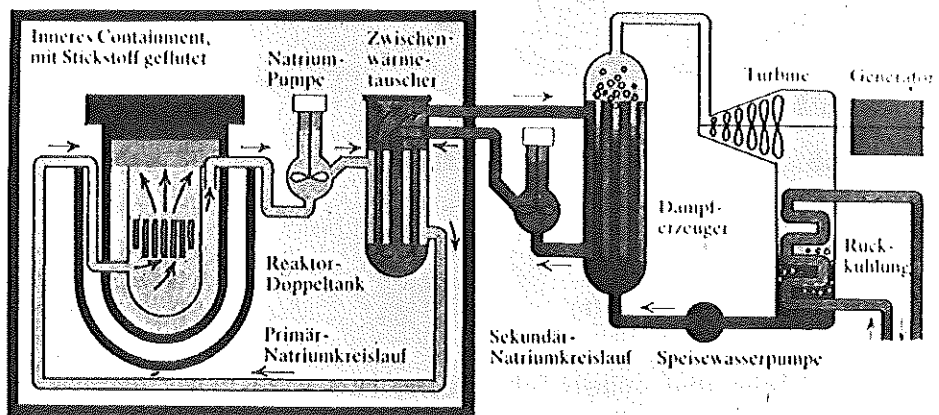 Inneres Containment,
mit Stickstoff geflutet
Natrium-
Pumpe
Zwischen-
wärme-
tauscher
Turbine
Generator
Dampf-
erzeuger
Rück-
kühlung
Reaktor-
Doppeltank
Primär-
Natriumkreislauf
Sekundär-
Natriumkreislauf
Speisewasserpumpe